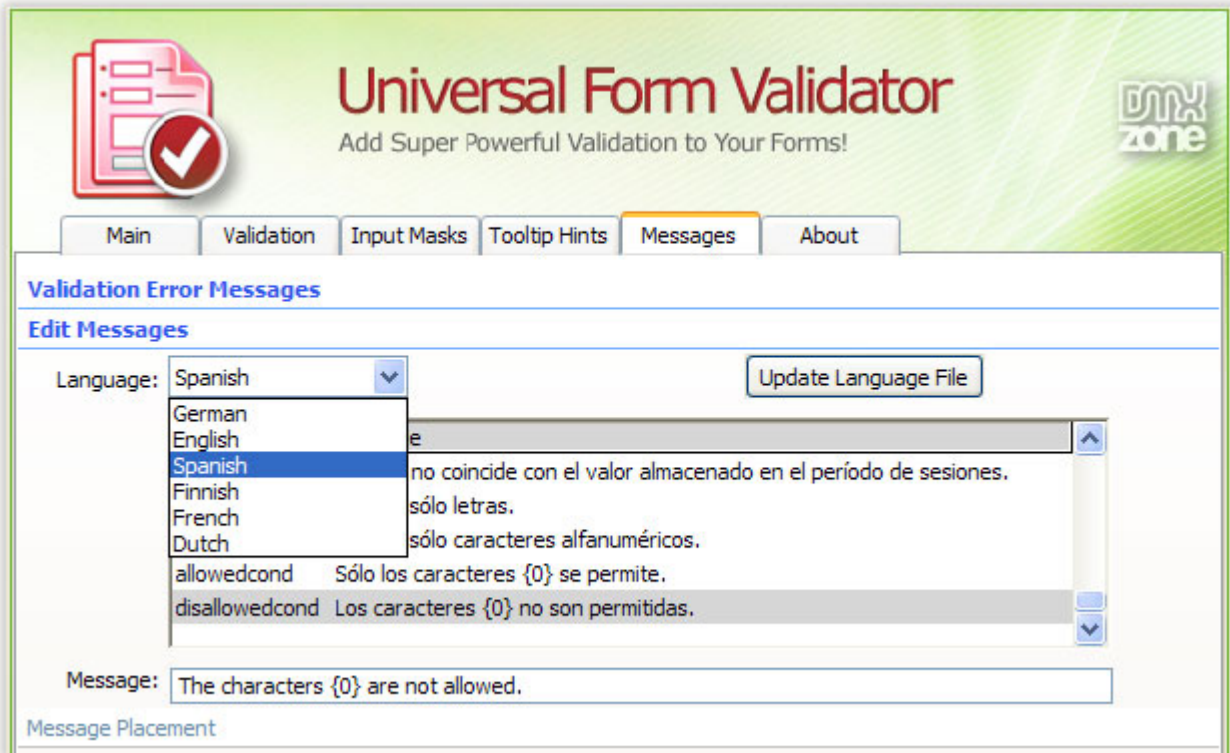 Universal Form Validator
DMX
zone
Add Super Powerful Validation to Your Forms!
Main Validation Input Masks Tooltip Hints Messages About
Validation Error Messages
Edit Messages
Language: Spanish Update Language File
German
English
Spanish
no coincide con el valor almacenado en el período de sesiones.
Finnish
sólo letras.
French
Dutch
sólo caracteres alfanuméricos.
allowedcond Sólo los caracteres {0} se permite.
disallowedcond Los caracteres {0} no son permitidas.
Message: The characters {0} are not allowed.
Message Placement